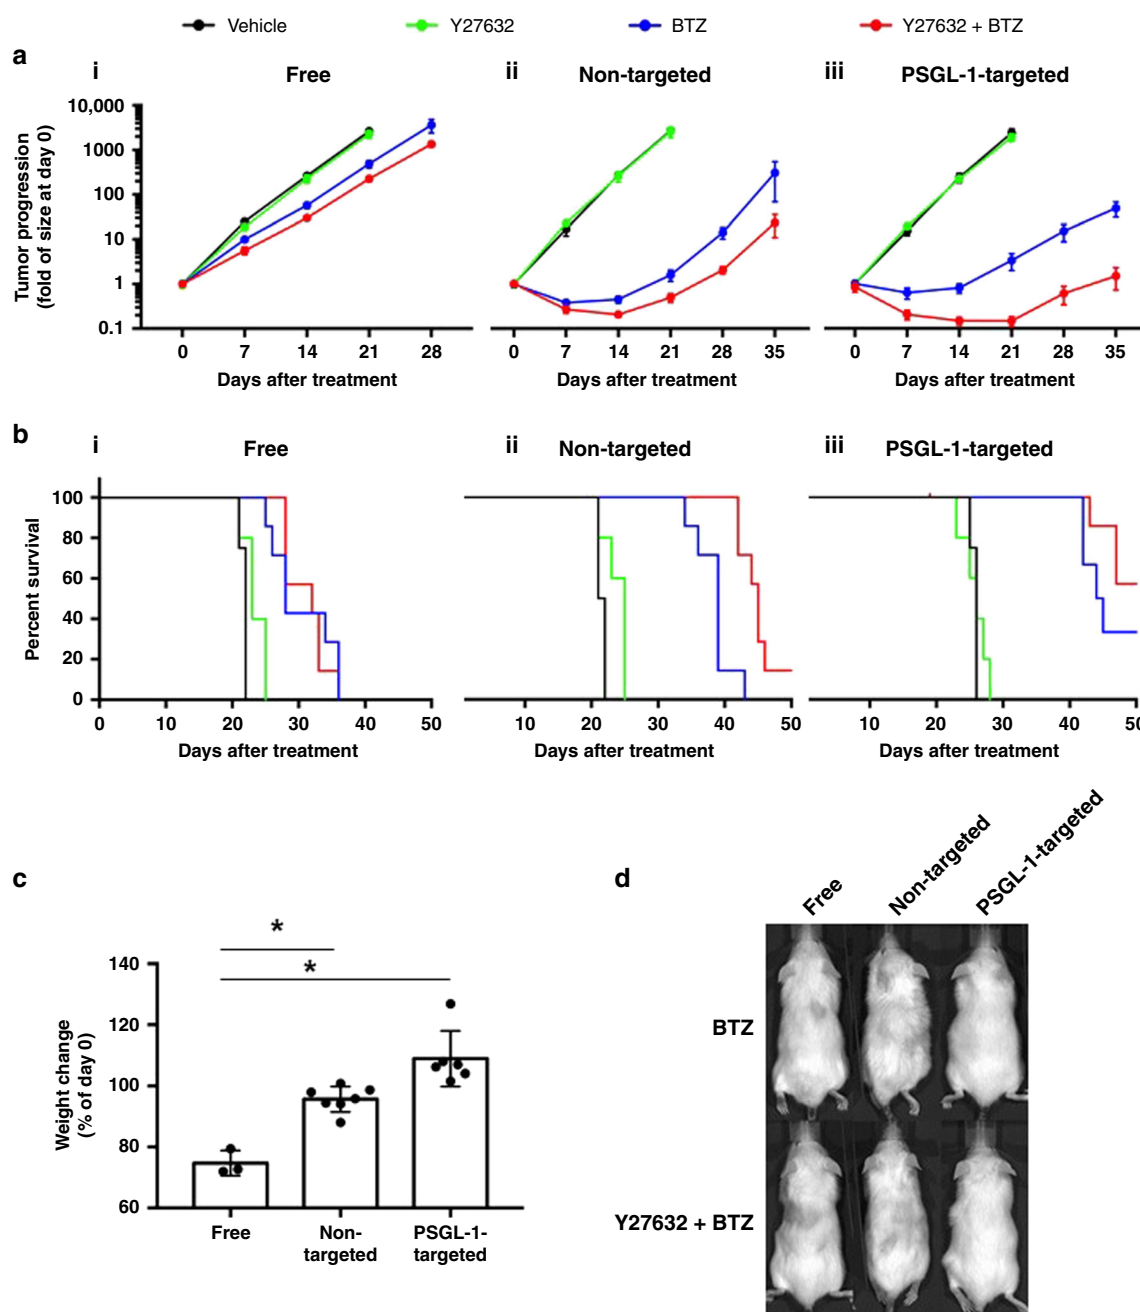 Vehicle Y27632 BTZ Y27632 + BTZ
a
i Free
ii Non-targeted
iii PSGL-1-targeted
Tumor progression
(fold of size at day 0)
10,000
1000
100
10
1
0.1
0 7 14 21 28
0 7 14 21 28 35
0 7 14 21 28 35
Days after treatment Days after treatment Days after treatment
b
i Free
ii Non-targeted
iii PSGL-1-targeted
Percent survival
100
80
60
40
20
0
0 20 30 40 50
10 20 30 40 50
10 20 30 40 50
Days after treatment Days after treatment Days after treatment
c
Weight change
(% of day 0)
*
*
140
120
100
80
60
Free
Non-
targeted
PSGL-1-
targeted
d
Free
Non-targeted
PSGL-1-targeted
BTZ
Y27632 + BTZ